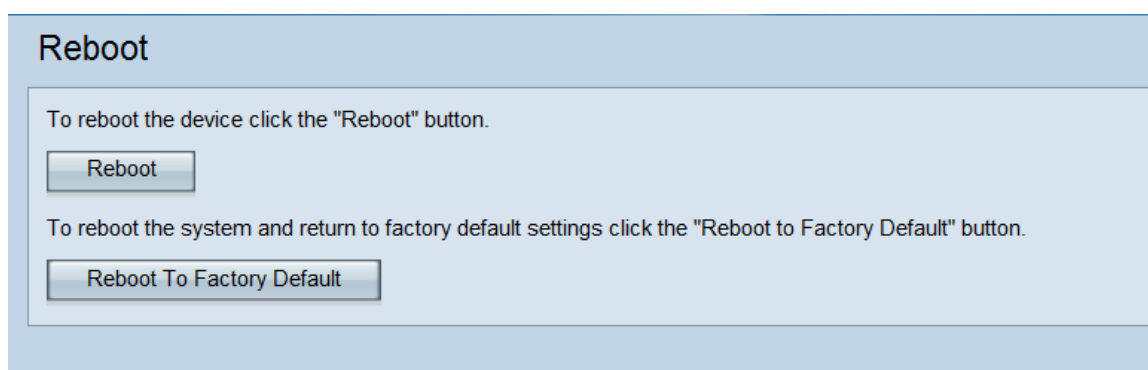 Reboot
To reboot the device click the "Reboot" button.
Reboot
To reboot the system and return to factory default settings click the "Reboot to Factory Default" button.
Reboot To Factory Default